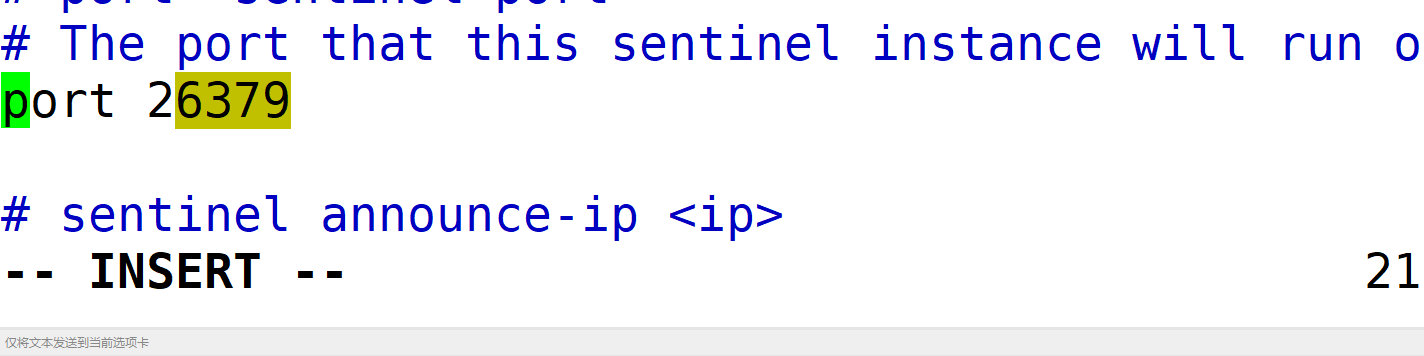 # port <sentinel-port>
# The port that this sentinel instance will run o
port 26379
# sentinel announce-ip <ip>
-- INSERT --
21
仅将文本发送到当前选项卡